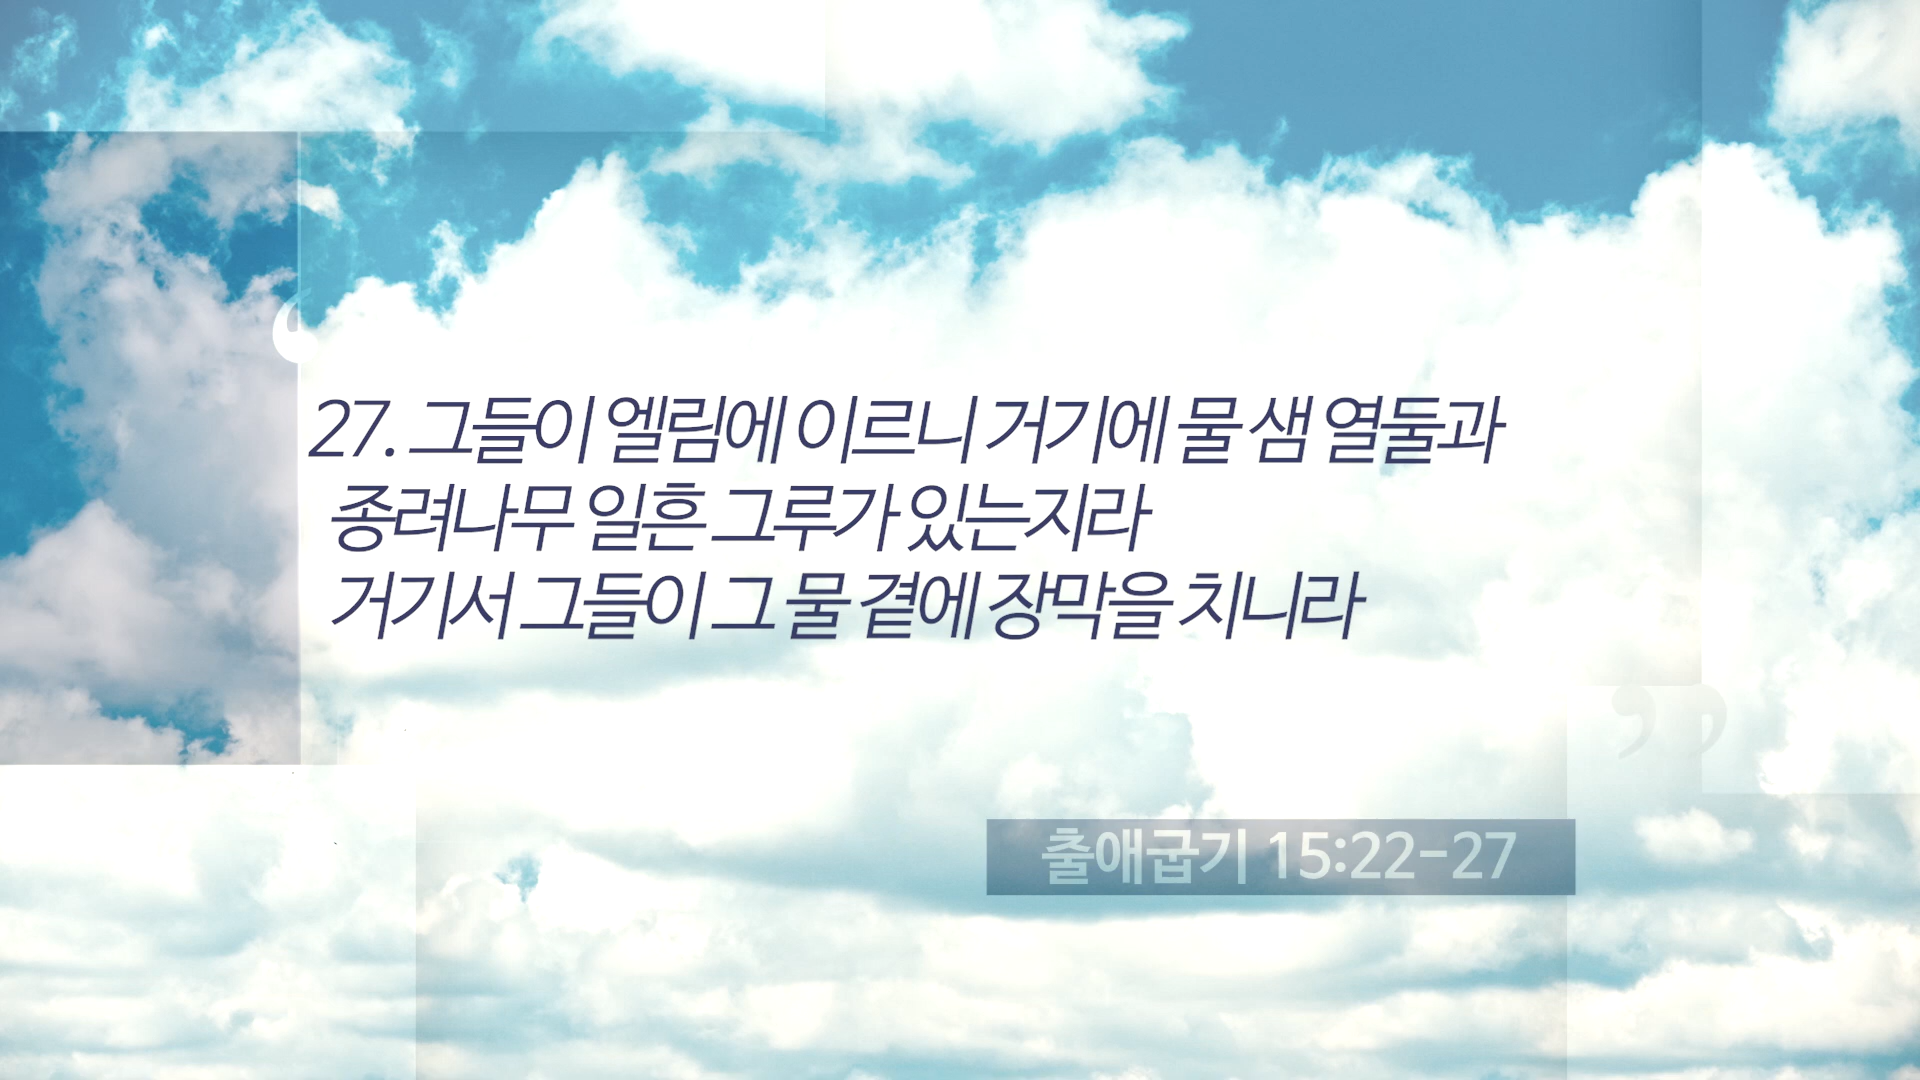 27. 그들이 엘림에 이르니 거기에 물 샘 열둘과
종려나무 일흔 그루가 있는지라
거기서 그들이 그 물 곁에 장막을 치니라
출애굽기 15:22-27